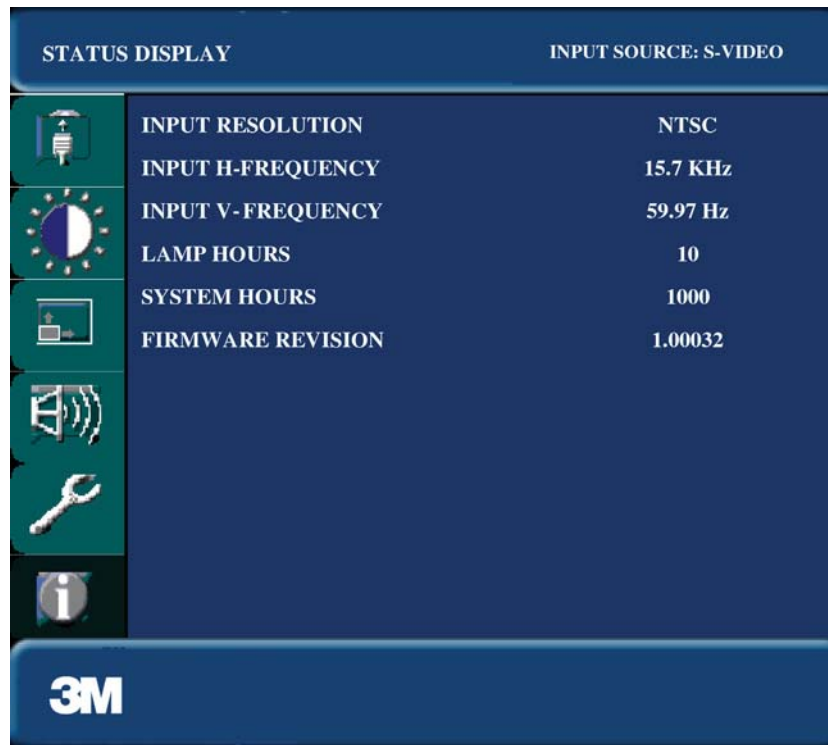 STATUS DISPLAY INPUT SOURCE: S-VIDEO
INPUT RESOLUTION NTSC
INPUT H-FREQUENCY 15.7 KHz
INPUT V-FREQUENCY 59.97 Hz
LAMP HOURS 10
SYSTEM HOURS 1000
FIRMWARE REVISION 1.00032
i
3M